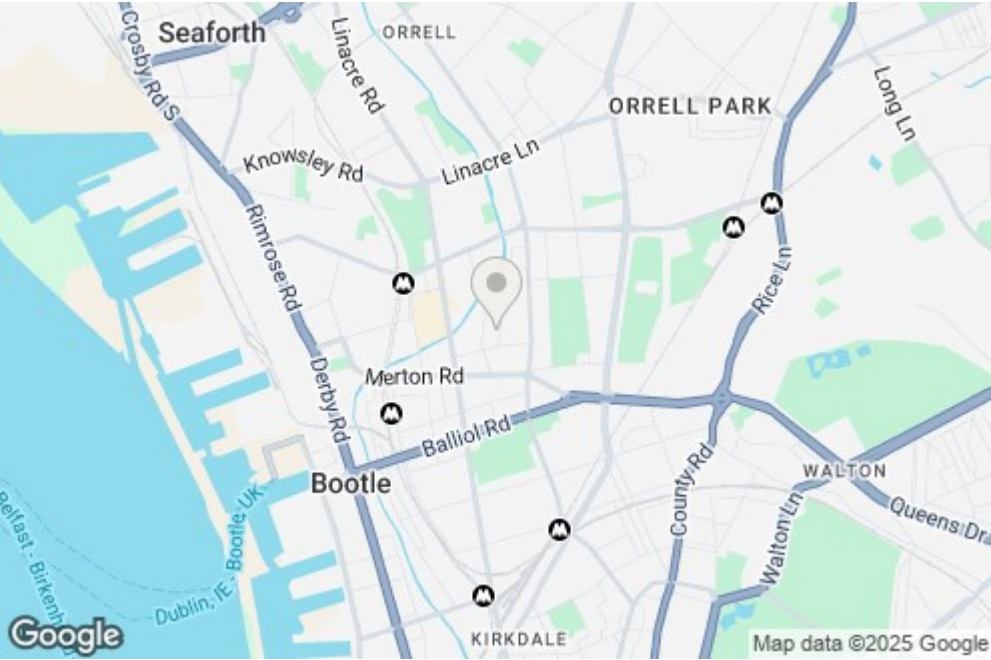 Seaforth
ORRELL
Crosby Rd S
Linacre Rd
ORRELL PARK
Long Ln
Knowsley Rd
Linacre Ln
Rimrose Rd
Rice Ln
Derby Rd
Merton Rd
Balliol Rd
Bootle
County Rd
WALTON
Walton Ln
Queens Dr
Belfast - Birkenh
Dublin, IE - Bootle, UK
KIRKDALE
Google
Map data ©2025 Google